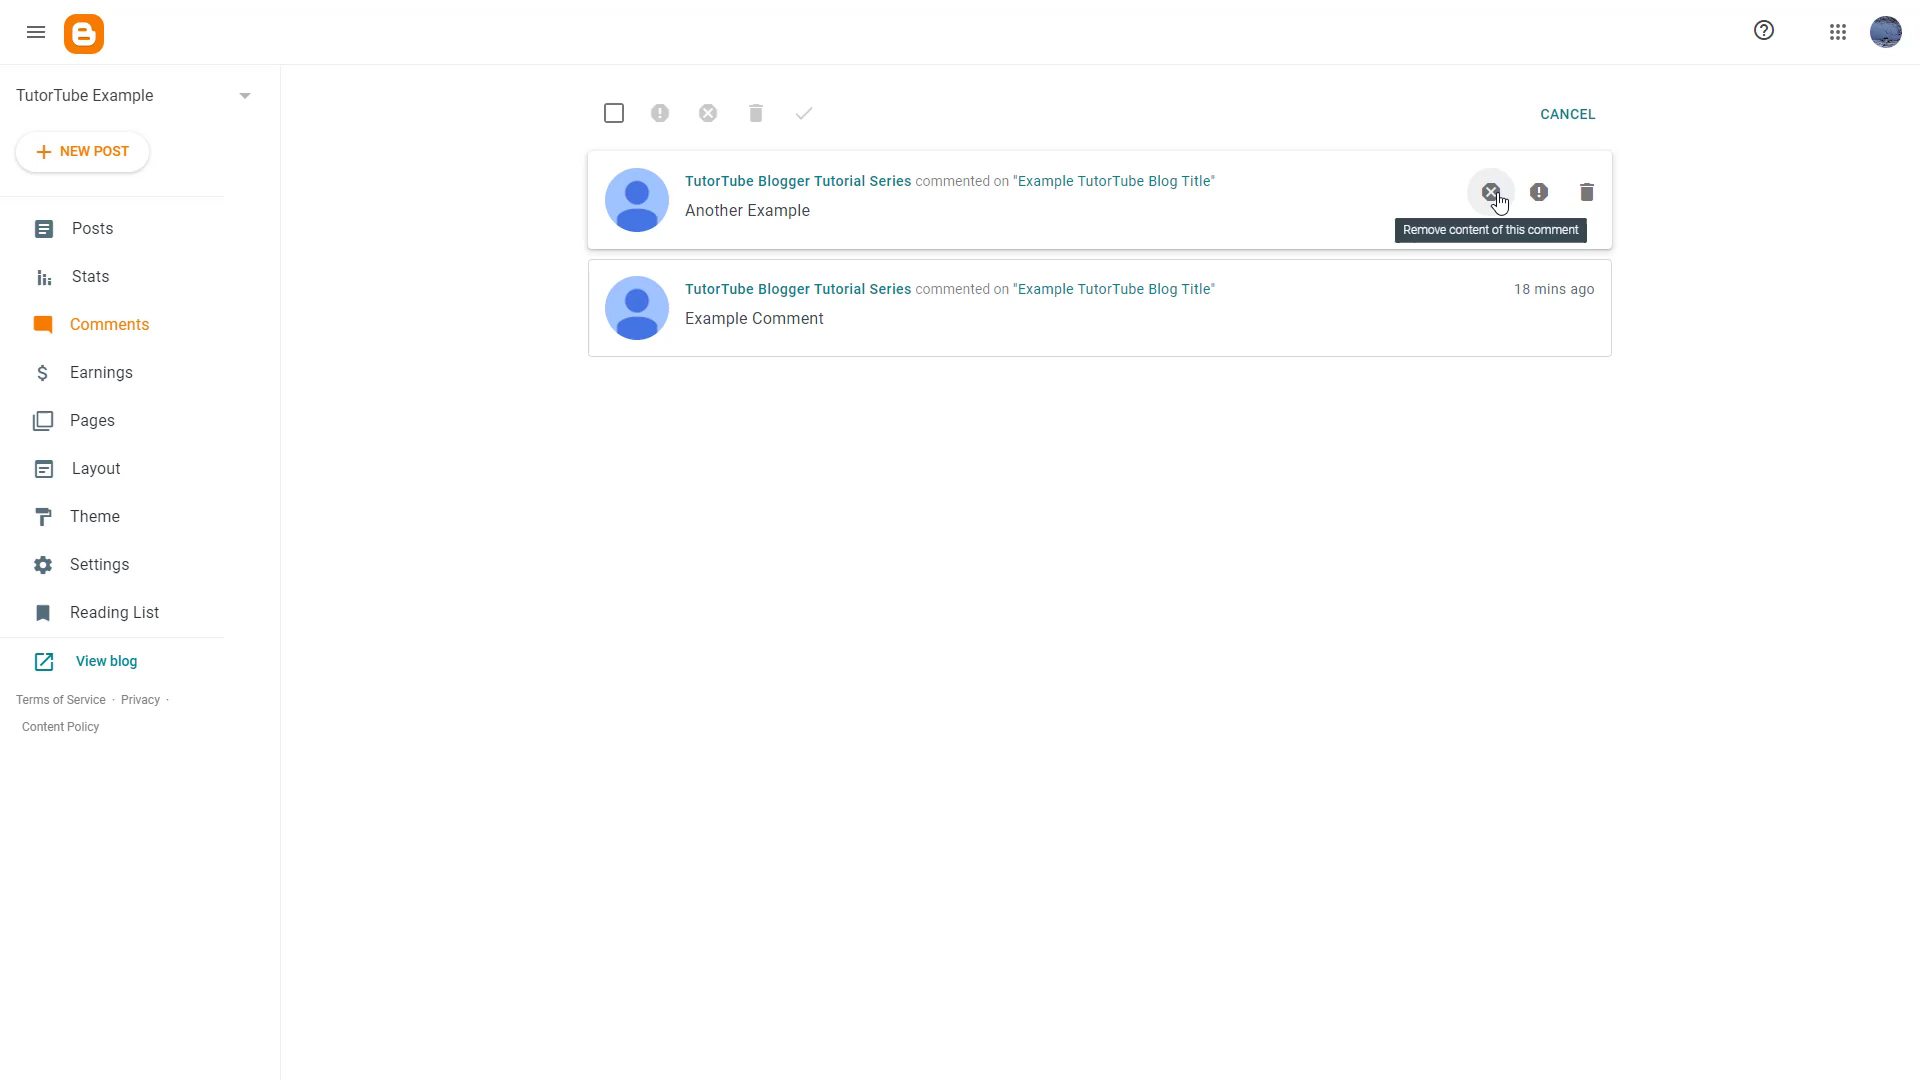 TutorTube Example
NEW POST
Posts
Stats
Comments
Earnings
Pages
Layout
Theme
Settings
Reading List
View blog
Terms of Service · Privacy ·
Content Policy
CANCEL
TutorTube Blogger Tutorial Series commented on "Example TutorTube Blog Title"
Another Example
Remove content of this comment
TutorTube Blogger Tutorial Series commented on "Example TutorTube Blog Title"
18 mins ago
Example Comment